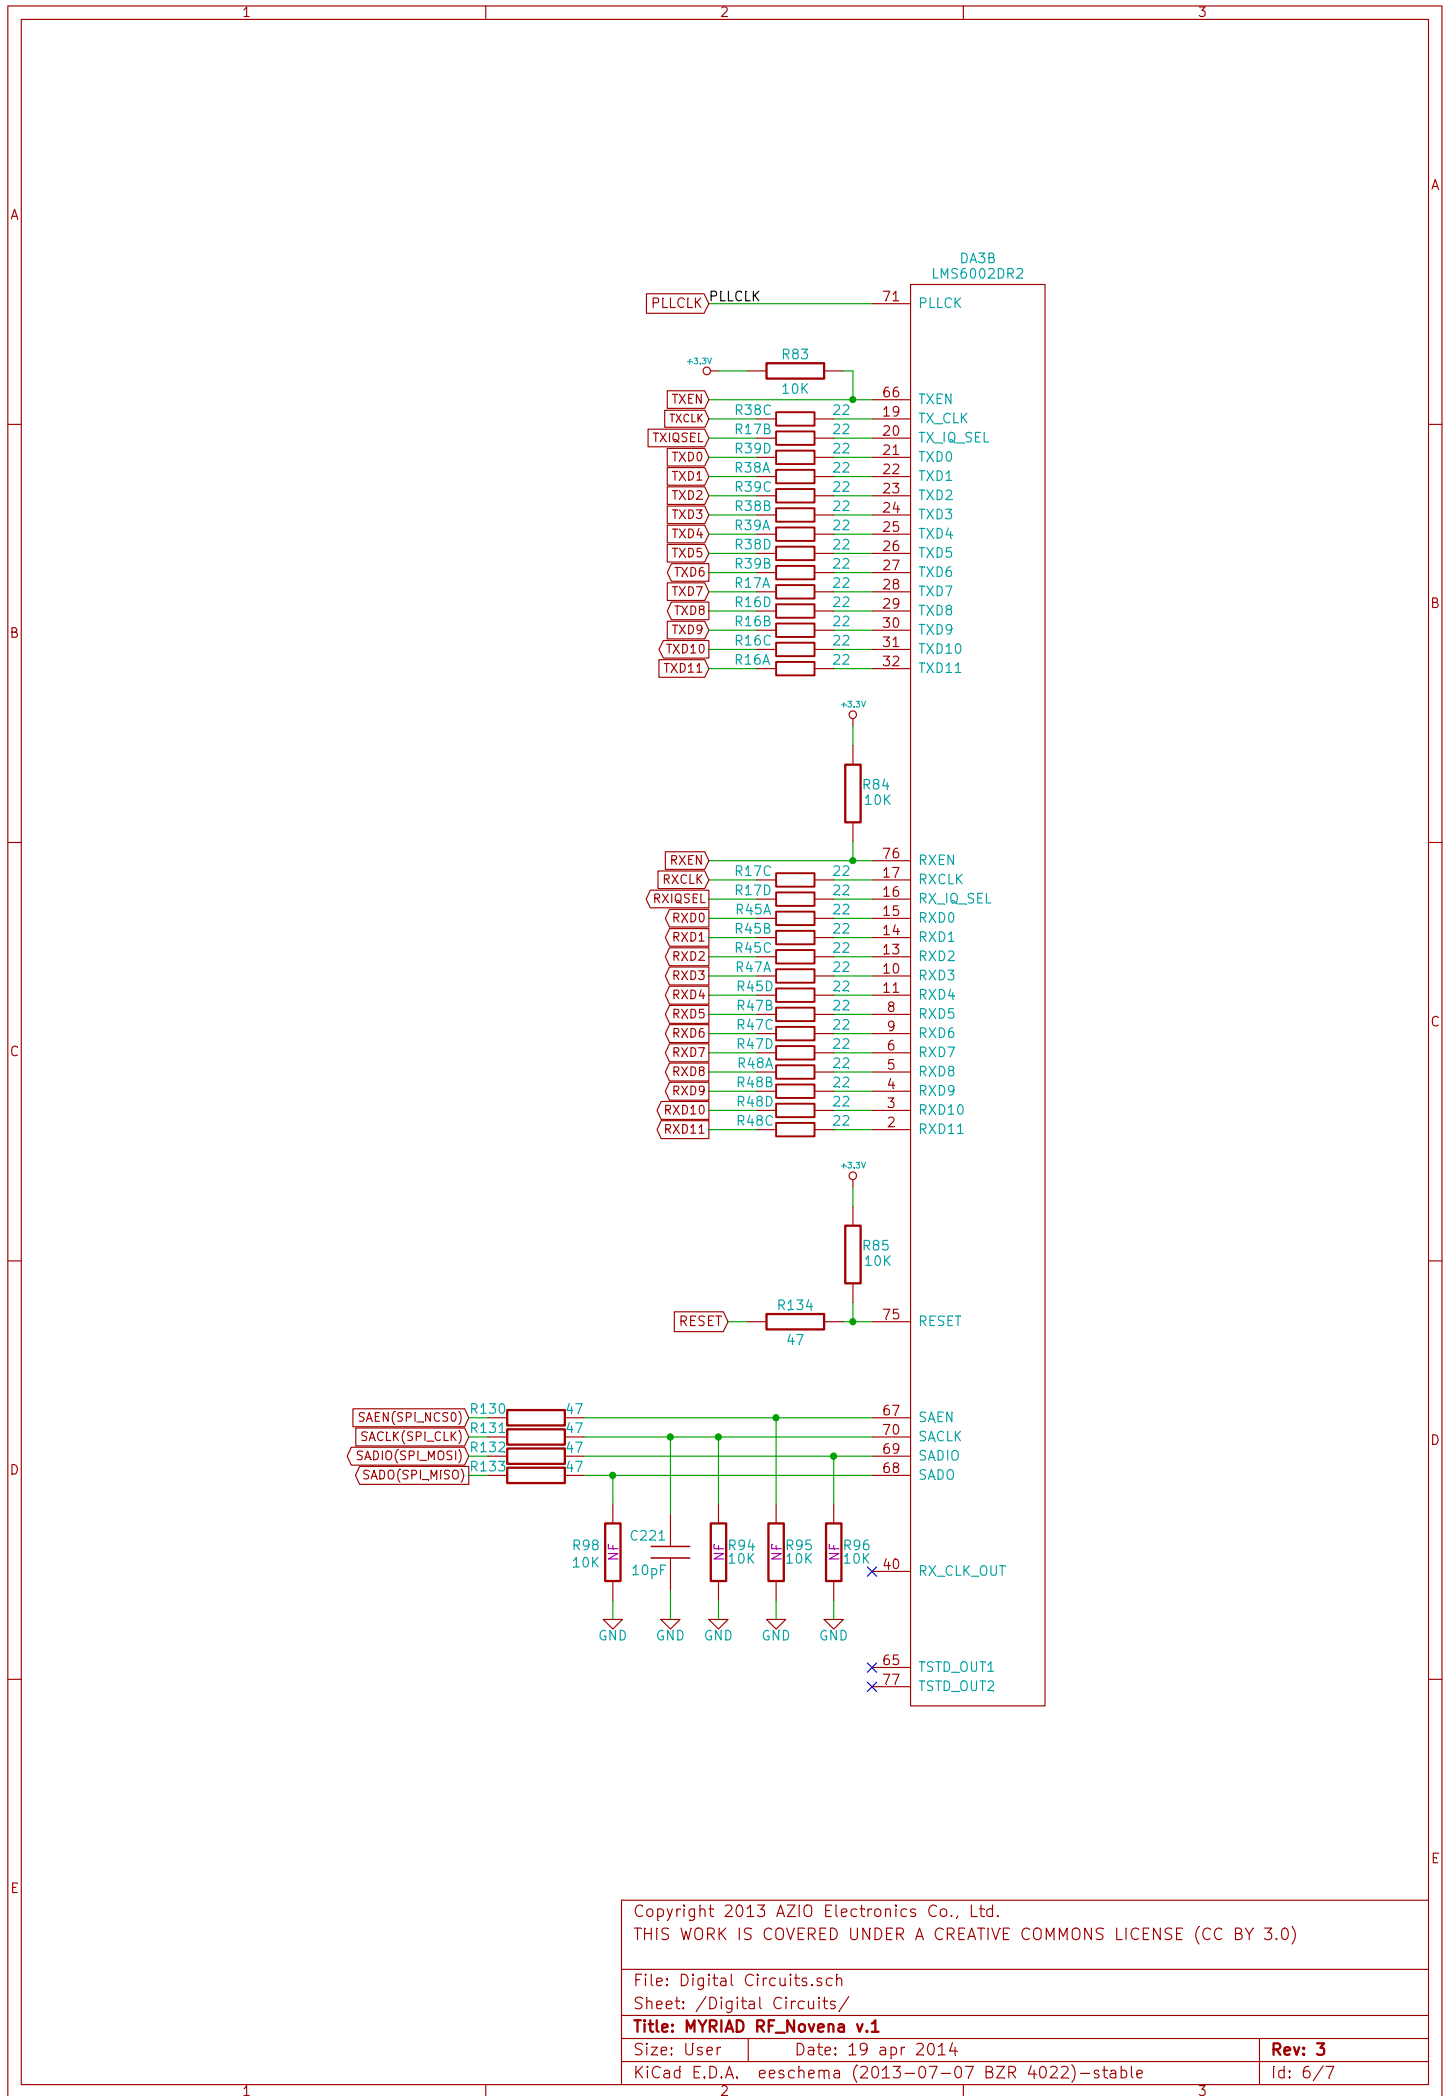 1 2 3
A A
DA3B
LMS6002DR2
PLLCLK PLLCLK 71 PLLCK
+3.3V R83
10K
TXEN 66 TXEN
TXCLK R38C 22 19 TX_CLK
TXIQSEL R17B 22 20 TX_IQ_SEL
TXD0 R39D 22 21 TXD0
TXD1 R38A 22 22 TXD1
TXD2 R39C 22 23 TXD2
TXD3 R38B 22 24 TXD3
TXD4 R39A 22 25 TXD4
TXD5 R38D 22 26 TXD5
TXD6 R39B 22 27 TXD6
TXD7 R17A 22 28 TXD7
B TXD8 R16D 22 29 TXD8 B
TXD9 R16B 22 30 TXD9
TXD10 R16C 22 31 TXD10
TXD11 R16A 22 32 TXD11
+3.3V
R84
10K
RXEN 76 RXEN
RXCLK R17C 22 17 RXCLK
RXIQSEL R17D 22 16 RX_IQ_SEL
RXD0 R45A 22 15 RXD0
RXD1 R45B 22 14 RXD1
RXD2 R45C 22 13 RXD2
RXD3 R47A 22 10 RXD3
RXD4 R45D 22 11 RXD4
RXD5 R47B 22 8 RXD5
C RXD6 R47C 22 9 RXD6 C
RXD7 R47D 22 6 RXD7
RXD8 R48A 22 5 RXD8
RXD9 R48B 22 4 RXD9
RXD10 R48D 22 3 RXD10
RXD11 R48C 22 2 RXD11
+3.3V
R85
10K
RESET R134 75 RESET
47
SAEN(SPI_NCS0) R130 47 67 SAEN
SACLK(SPI_CLK) R131 47 70 SACLK
SADIO(SPI_MOSI) R132 47 69 SADIO
D SADO(SPI_MISO) R133 47 68 SADO D
R98 NF C221 NF R94 NF R95 NF R96
10K 10pF 10K 10K 10K
40 RX_CLK_OUT
GND GND GND GND GND
65 TSTD_OUT1
77 TSTD_OUT2
E E
Copyright 2013 AZIO Electronics Co., Ltd.
THIS WORK IS COVERED UNDER A CREATIVE COMMONS LICENSE (CC BY 3.0)
File: Digital Circuits.sch
Sheet: /Digital Circuits/
Title: MYRIAD RF_Novena v.1
Size: User Date: 19 apr 2014 Rev: 3
KiCad E.D.A. eeschema (2013-07-07 BZR 4022)-stable Id: 6/7
1 2 3